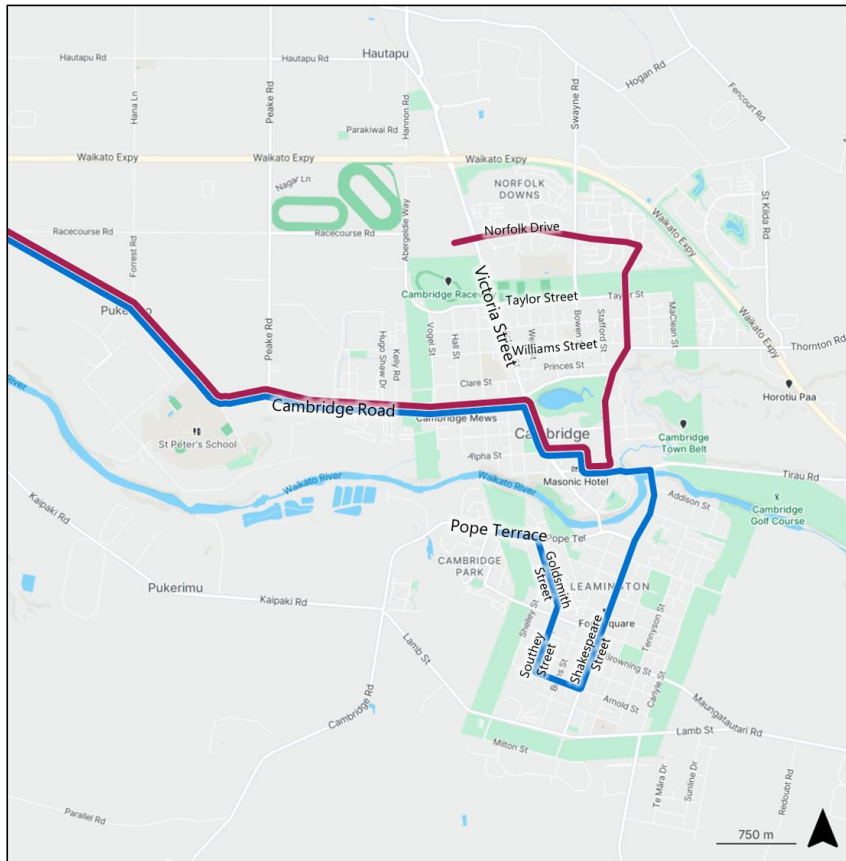 Hautapu
Hautapu Rd
Hautapu Rd
Hogan Rd
Fencourt Rd
Hana Ln
Peake Rd
Hannon Rd
Swayne Rd
Parakiwai Rd
Waikato Expy
Waikato Expy
Waikato Expy
Nagar Ln
NORFOLK
DOWNS
St Kilda Rd
Waikato Expy
Racecourse Rd
Racecourse Rd
Abergeldie Way
Norfolk Drive
Forrest Rd
Victoria Street
Cambridge
Taylor Street
Taylor St
MacLean St
Waikato Expy
Peake Rd
Hugo Shaw Dr
Kelly Rd
Vogel St
Hall St
Bowen
Stafford St
Williams Street
Thornton Rd
Princes St
Clare St
Horotiu Paa
Cambridge Road
Cambridge Mews
Cambridge
Cambridge
Town Belt
St Peter's School
Alpha St
River
Waikato River
Waikato River
Masonic Hotel
Tirau Rd
Addison St
Cambridge
Golf Course
Kaipaki Rd
Pope Terrace
Pope Ter
CAMBRIDGE
PARK
Goldsmith
Street
LEAMINGTON
Pukerimu
Kaipaki Rd
Shelley St
Square
Tennyson St
Lamb St
Southey
Street
Shakespeare
Street
Browning St
Carlyle St
Arnold St
Maungatautari Rd
Cambridge Rd
Lamb St
Milton St
Te Māra Dr
Sunline Dr
Redoubt Rd
Parallel Rd
750 m